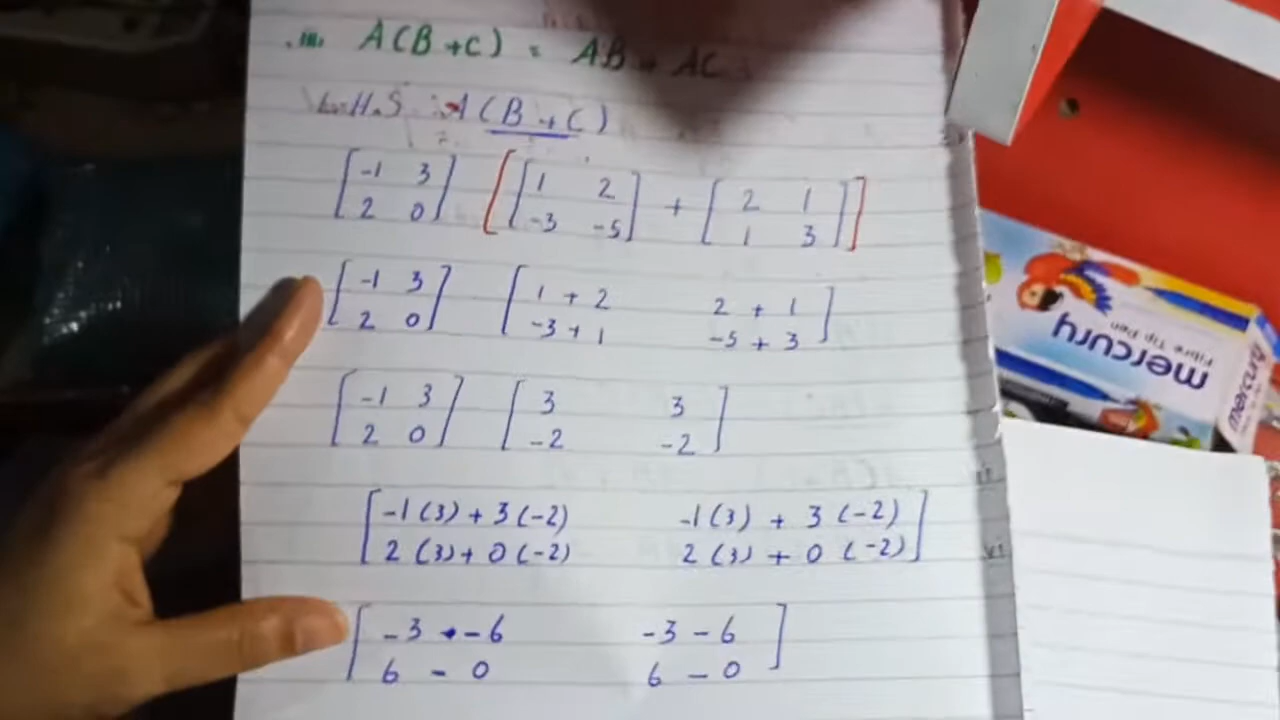 iii. A(B+C) = AB + AC
L.H.S : A(B+C)
[-1 3] [[1 2] + [2 1]]
[2 0] [[-3 -5] [1 3]]
[-1 3] [1+2 2+1]
[2 0] [-3+1 -5+3]
[-1 3] [3 3]
[2 0] [-2 -2]
[-1(3)+3(-2) -1(3) + 3(-2)]
[2(3)+0(-2) 2(3) + 0(-2)]
[-3 - 6 -3 - 6]
[6 - 0 6 - 0]
mercury
Fibre Tip Pen
mercury